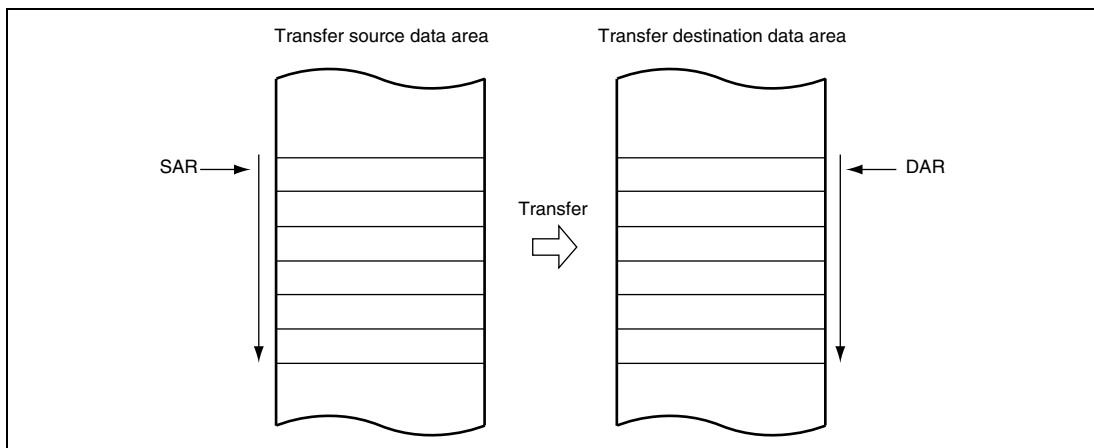 Transfer source data area
Transfer destination data area
SAR
DAR
Transfer